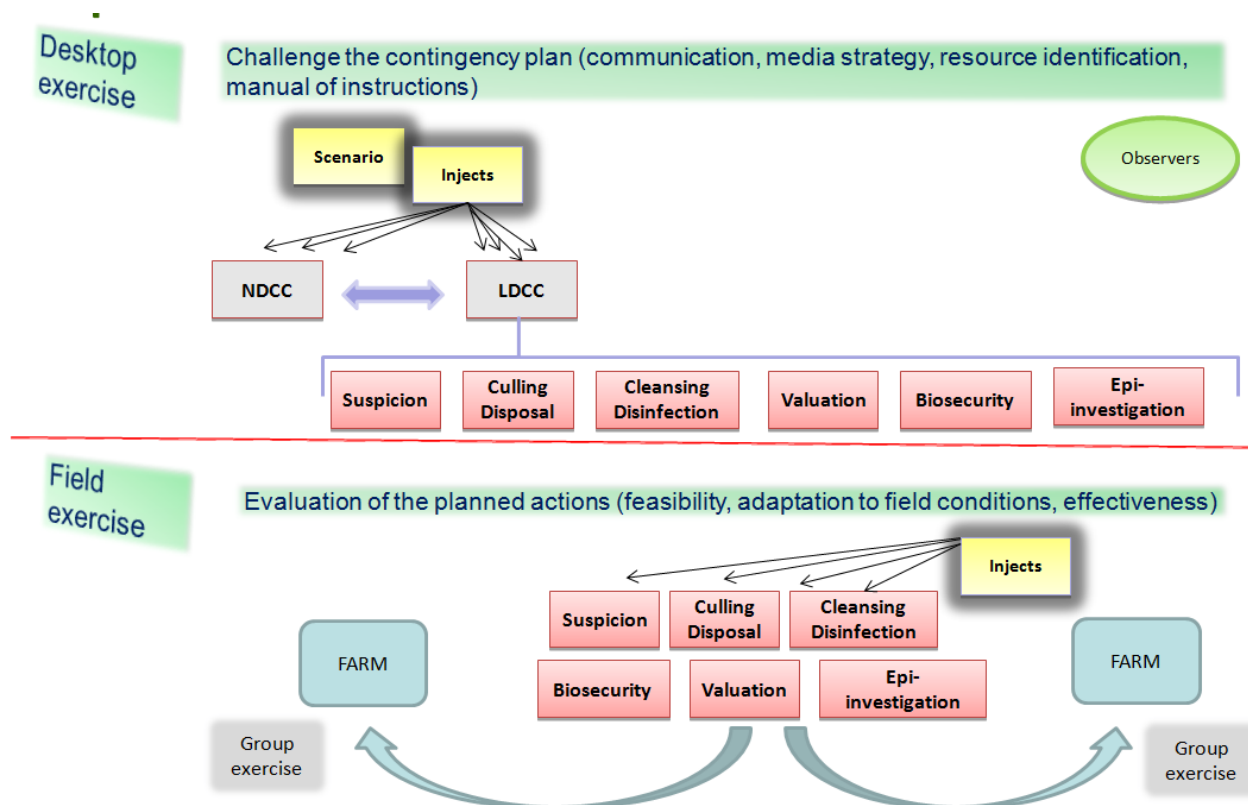 Desktop
exercise
Challenge the contingency plan (communication, media strategy, resource identification,
manual of instructions)
Scenario
Injects
Observers
NDCC
LDCC
Suspicion
Culling
Disposal
Cleansing
Disinfection
Valuation
Biosecurity
Epi-
investigation
Field
exercise
Evaluation of the planned actions (feasibility, adaptation to field conditions, effectiveness)
Injects
Suspicion
Culling
Disposal
Cleansing
Disinfection
FARM
FARM
Biosecurity
Valuation
Epi-
investigation
Group
exercise
Group
exercise